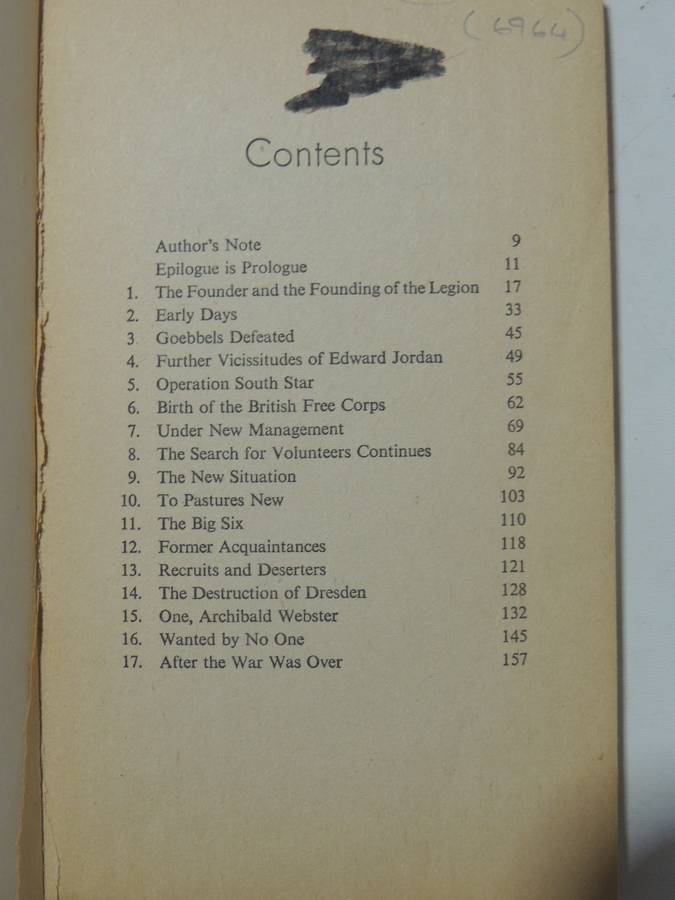 (6964)
Contents
Author's Note 9
Epilogue is Prologue 11
1. The Founder and the Founding of the Legion 17
2. Early Days 33
3 Goebbels Defeated 45
4. Further Vicissitudes of Edward Jordan 49
5. Operation South Star 55
6. Birth of the British Free Corps 62
7. Under New Management 69
8. The Search for Volunteers Continues 84
9. The New Situation 92
10. To Pastures New 103
11. The Big Six 110
12. Former Acquaintances 118
13. Recruits and Deserters 121
14. The Destruction of Dresden 128
15. One, Archibald Webster 132
16. Wanted by No One 145
17. After the War Was Over 157